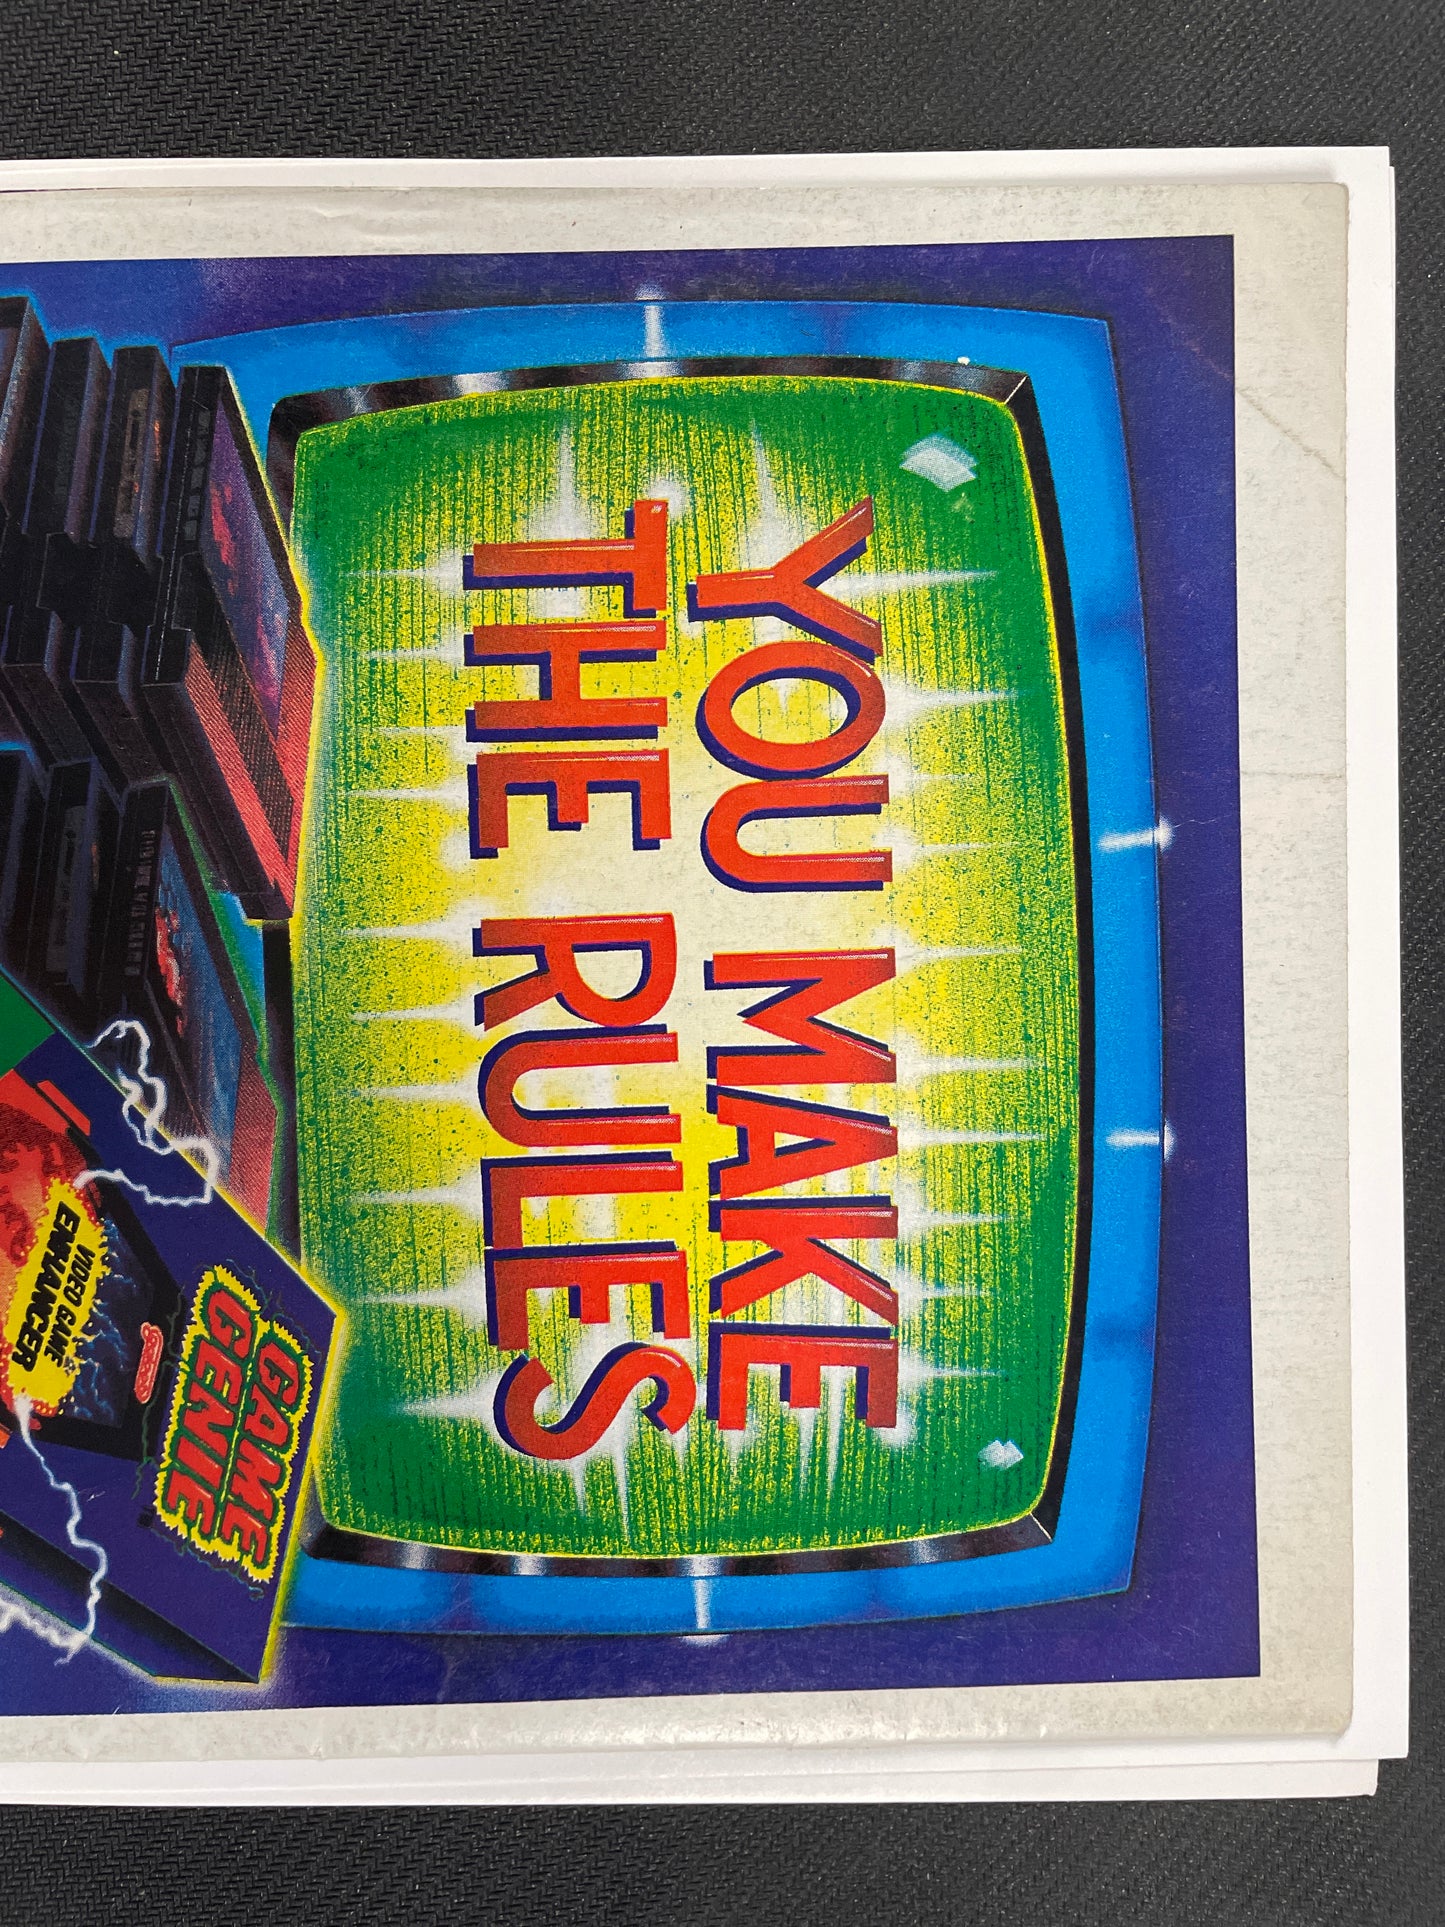 YOU MAKE
THE RULES
GAME
GENIE
VIDEO GAME
ENHANCER